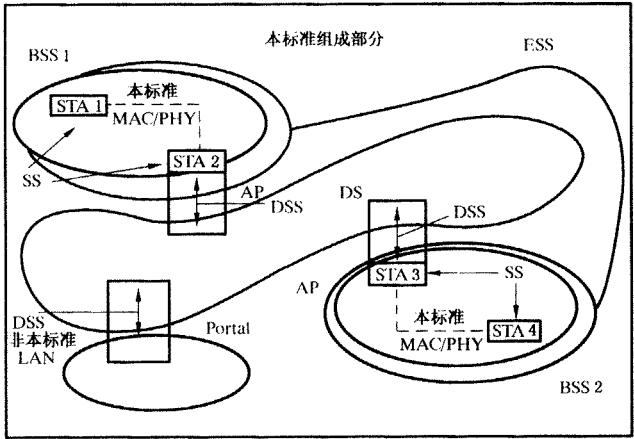 本标准组成部分
ESS
BSS 1
本标准
STA 1
MAC/PHY
STA 2
SS
AP
DSS
DS
DSS
STA 3
SS
AP
本标准
DSS
非本标准
LAN
Portal
STA 4
MAC/PHY
BSS 2